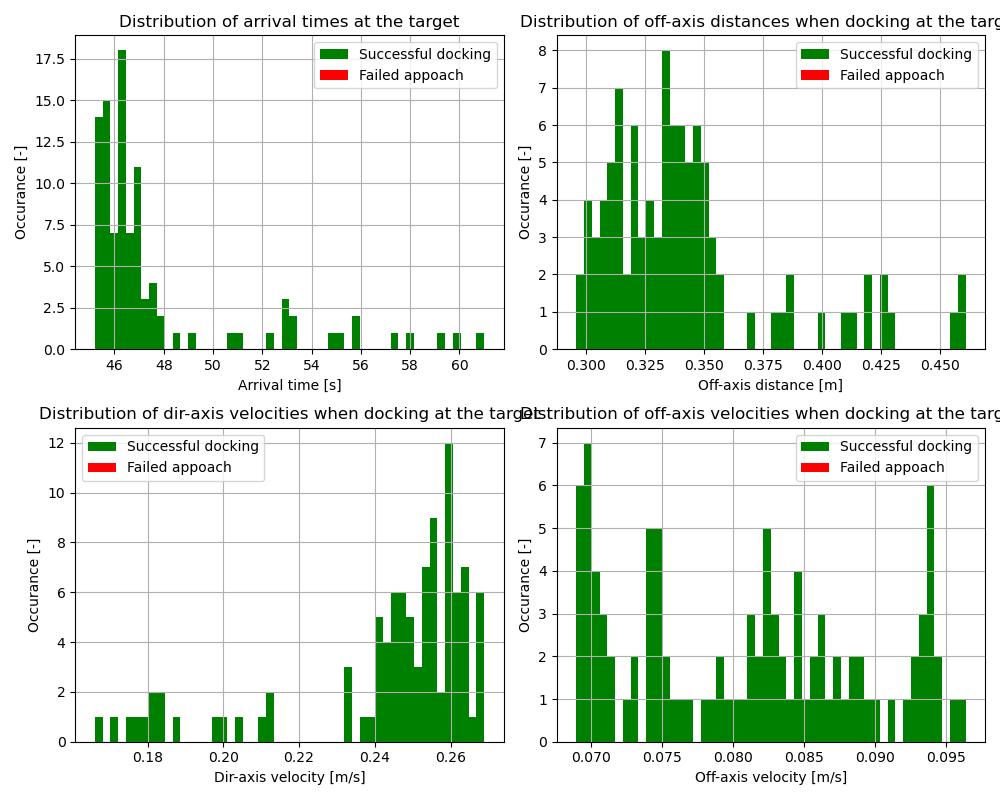 Distribution of arrival times at the target
17.5
15.0
12.5
10.0
7.5
5.0
2.5
0.0
Occurance [-]
Successful docking
Failed appoach
46 48 50 52 54 56 58 60
Arrival time [s]
Distribution of off-axis distances when docking at the targ
8
7
6
5
4
3
2
1
0
Occurance [-]
Successful docking
Failed appoach
0.300 0.325 0.350 0.375 0.400 0.425 0.450
Off-axis distance [m]
Distribution of dir-axis velocities when docking at the target
12
10
8
6
4
2
0
Occurance [-]
Successful docking
Failed appoach
0.18 0.20 0.22 0.24 0.26
Dir-axis velocity [m/s]
Distribution of off-axis velocities when docking at the targ
7
6
5
4
3
2
1
0
Occurance [-]
Successful docking
Failed appoach
0.070 0.075 0.080 0.085 0.090 0.095
Off-axis velocity [m/s]